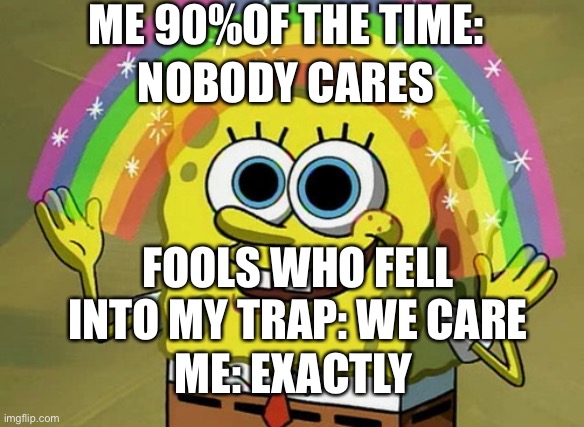 ME 90%OF THE TIME:
NOBODY CARES
FOOLS WHO FELL
INTO MY TRAP: WE CARE
ME: EXACTLY
imgflip.com